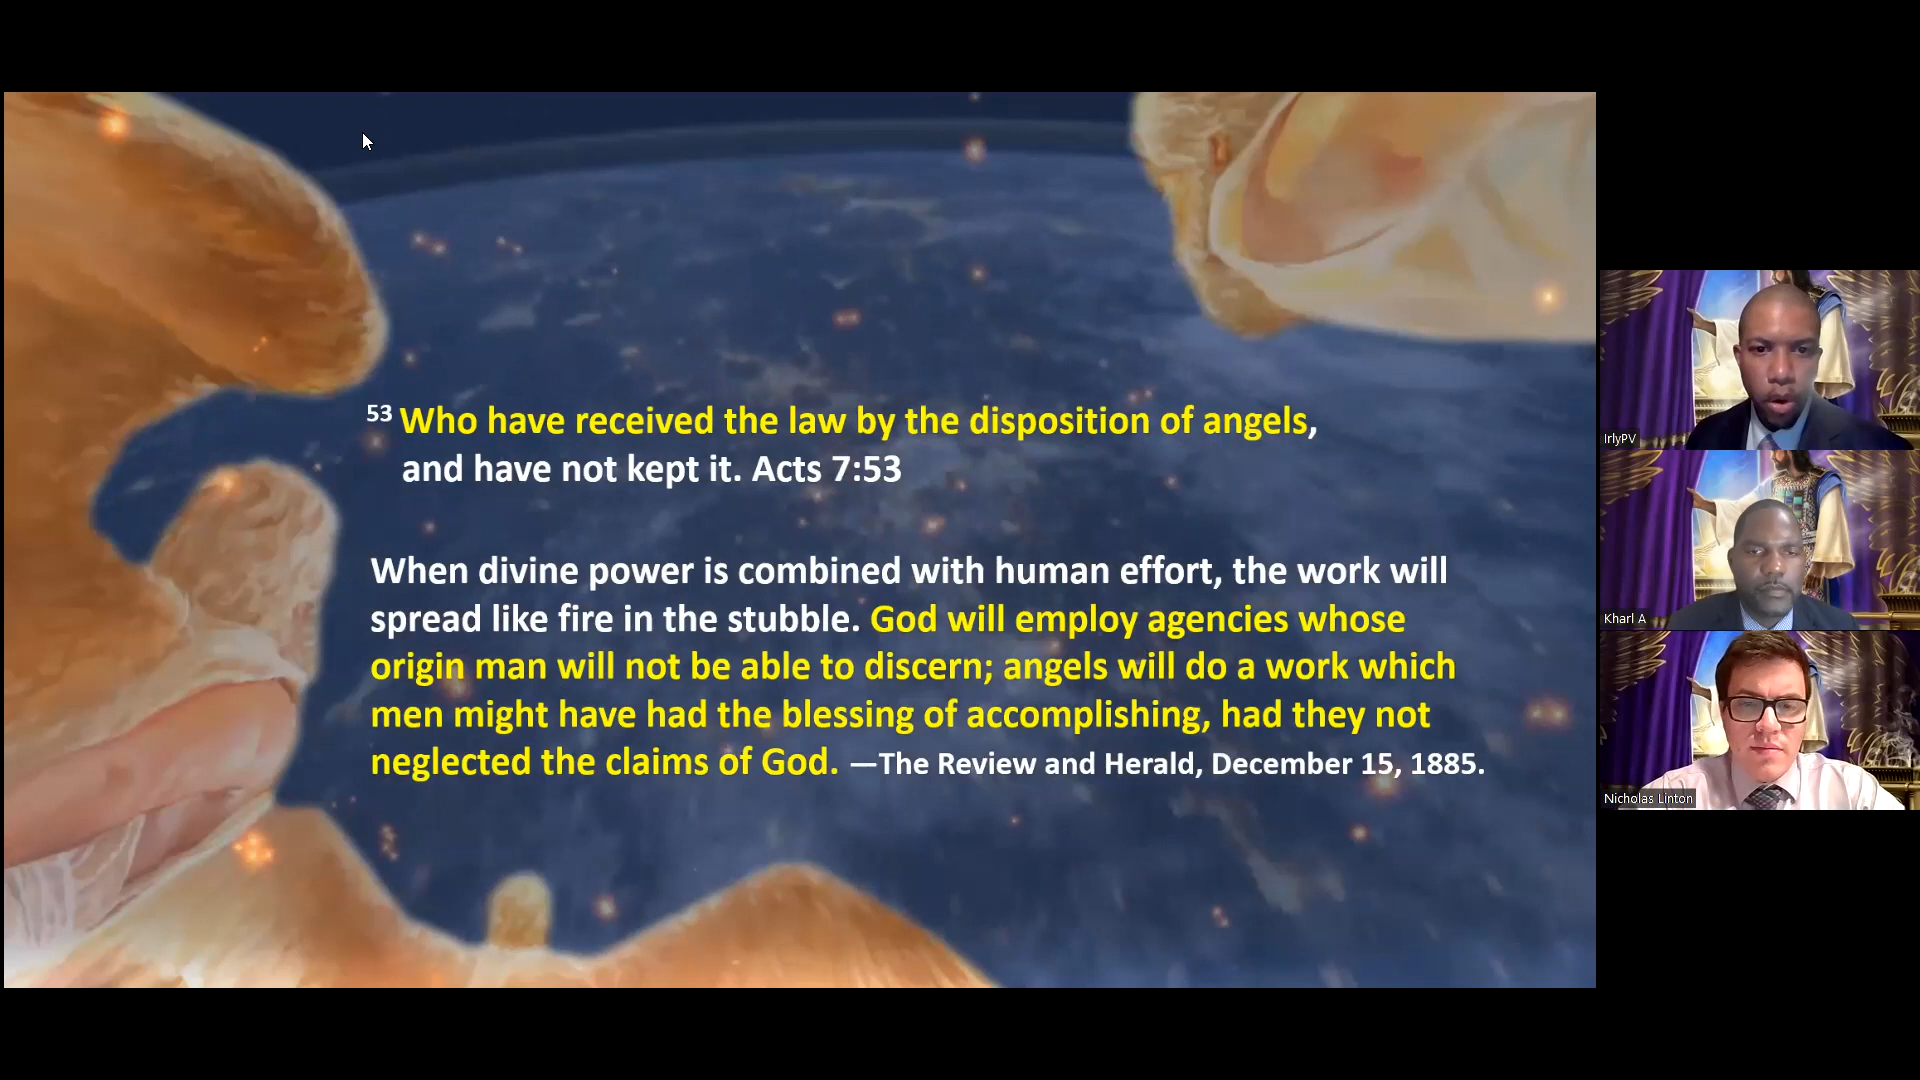 53 Who have received the law by the disposition of angels,
and have not kept it. Acts 7:53
When divine power is combined with human effort, the work will
spread like fire in the stubble. God will employ agencies whose
origin man will not be able to discern; angels will do a work which
men might have had the blessing of accomplishing, had they not
neglected the claims of God. —The Review and Herald, December 15, 1885.
IrlyPV
Kharl A
Nicholas Linton